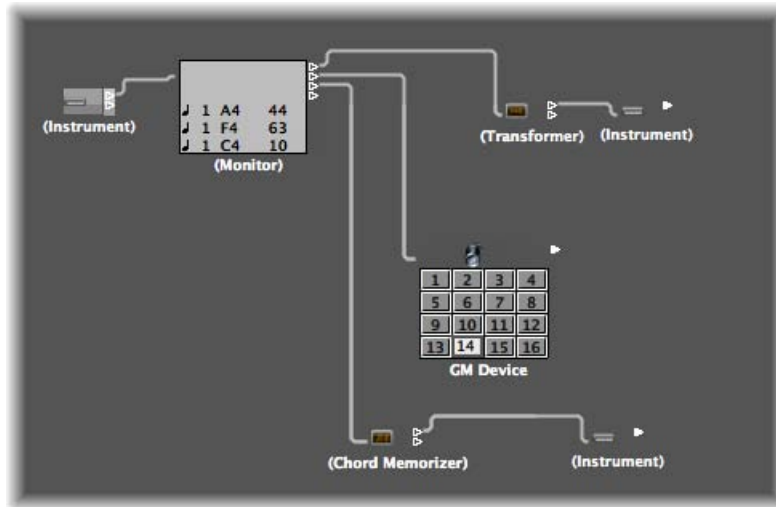 (Instrument)
♩ 1 A4 44
♩ 1 F4 63
♩ 1 C4 10
(Monitor)
(Transformer)
(Instrument)
1 2 3 4
5 6 7 8
9 10 11 12
13 14 15 16
GM Device
(Chord Memorizer)
(Instrument)